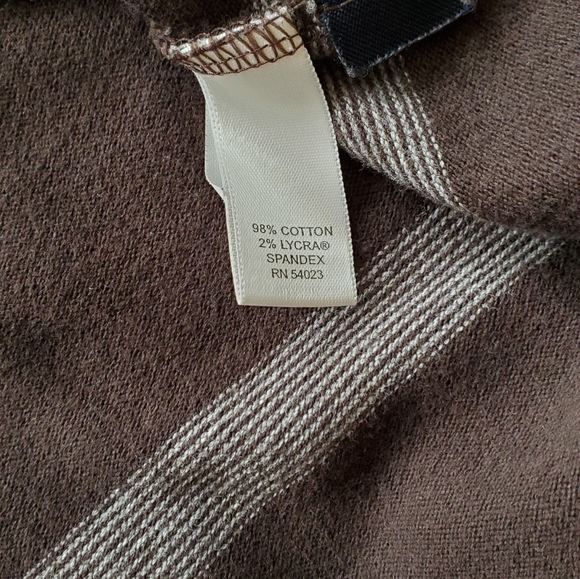 98% COTTON
2% LYCRA®
SPANDEX
RN 54023